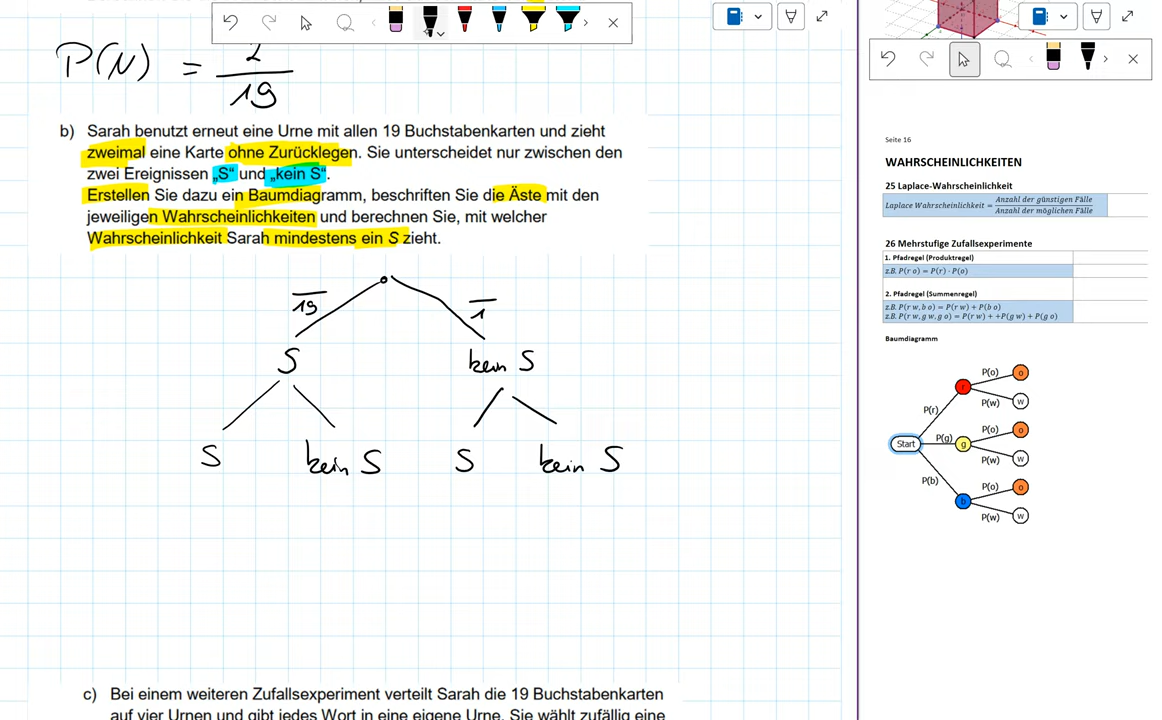 P(N) = 2/19
b) Sarah benutzt erneut eine Urne mit allen 19 Buchstabenkarten und zieht
zweimal eine Karte ohne Zurücklegen. Sie unterscheidet nur zwischen den
zwei Ereignissen „S“ und „kein S“.
Erstellen Sie dazu ein Baumdiagramm, beschriften Sie die Äste mit den
jeweiligen Wahrscheinlichkeiten und berechnen Sie, mit welcher
Wahrscheinlichkeit Sarah mindestens ein S zieht.
19 1
S kein S
S kein S S kein S
c) Bei einem weiteren Zufallsexperiment verteilt Sarah die 19 Buchstabenkarten
auf vier Urnen und gibt jedes Wort in eine eigene Urne. Sie wählt zufällig eine
Seite 16
WAHRSCHEINLICHKEITEN
25 Laplace-Wahrscheinlichkeit
Laplace Wahrscheinlichkeit = Anzahl der günstigen Fälle / Anzahl der möglichen Fälle
26 Mehrstufige Zufallsexperimente
1. Pfadregel (Produktregel)
z.B. P(r o) = P(r) · P(o)
2. Pfadregel (Summenregel)
z.B. P(r w, b o) = P(r w) + P(b o)
z.B. P(r w, g w, g o) = P(r w) + +P(g w) + P(g o)
Baumdiagramm
P(o) o
r
P(r) P(w) w
P(o) o
Start P(g) g
P(w) w
P(b) P(o) o
b
P(w) w